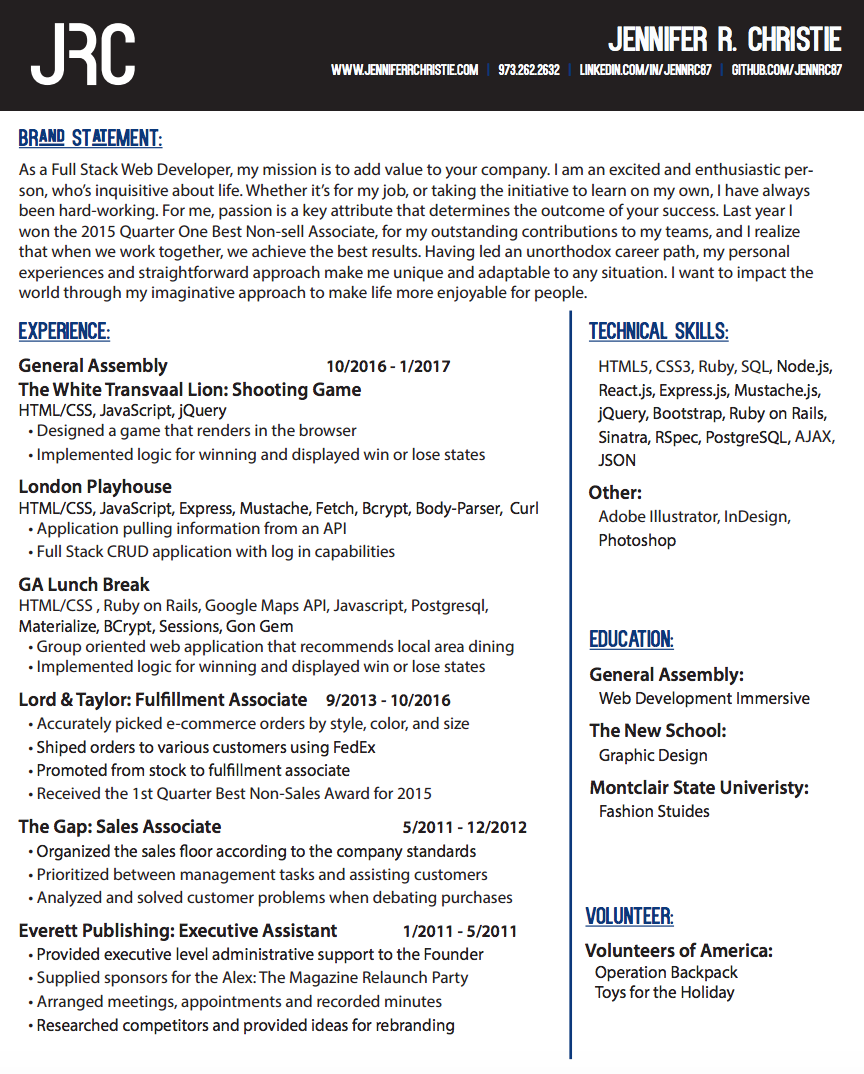 JRC
JENNIFER R. CHRISTIE
WWW.JENNIFERRCHRISTIE.COM | 973.262.2632 | LINKEDIN.COM/IN/JENNRC87 | GITHUB.COM/JENNRC87
BRAND STATEMENT:
As a Full Stack Web Developer, my mission is to add value to your company. I am an excited and enthusiastic per-
son, who's inquisitive about life. Whether it's for my job, or taking the initiative to learn on my own, I have always
been hard-working. For me, passion is a key attribute that determines the outcome of your success. Last year I
won the 2015 Quarter One Best Non-sell Associate, for my outstanding contributions to my teams, and I realize
that when we work together, we achieve the best results. Having led an unorthodox career path, my personal
experiences and straightforward approach make me unique and adaptable to any situation. I want to impact the
world through my imaginative approach to make life more enjoyable for people.
EXPERIENCE:
General Assembly 10/2016 - 1/2017
The White Transvaal Lion: Shooting Game
HTML/CSS, JavaScript, jQuery
• Designed a game that renders in the browser
• Implemented logic for winning and displayed win or lose states
London Playhouse
HTML/CSS, JavaScript, Express, Mustache, Fetch, Bcrypt, Body-Parser, Curl
• Application pulling information from an API
• Full Stack CRUD application with log in capabilities
GA Lunch Break
HTML/CSS , Ruby on Rails, Google Maps API, Javascript, Postgresql,
Materialize, BCrypt, Sessions, Gon Gem
• Group oriented web application that recommends local area dining
• Implemented logic for winning and displayed win or lose states
Lord & Taylor: Fulfillment Associate 9/2013 - 10/2016
• Accurately picked e-commerce orders by style, color, and size
• Shiped orders to various customers using FedEx
• Promoted from stock to fulfillment associate
• Received the 1st Quarter Best Non-Sales Award for 2015
The Gap: Sales Associate 5/2011 - 12/2012
• Organized the sales floor according to the company standards
• Prioritized between management tasks and assisting customers
• Analyzed and solved customer problems when debating purchases
Everett Publishing: Executive Assistant 1/2011 - 5/2011
• Provided executive level administrative support to the Founder
• Supplied sponsors for the Alex: The Magazine Relaunch Party
• Arranged meetings, appointments and recorded minutes
• Researched competitors and provided ideas for rebranding
TECHNICAL SKILLS:
HTML5, CSS3, Ruby, SQL, Node.js,
React.js, Express.js, Mustache.js,
jQuery, Bootstrap, Ruby on Rails,
Sinatra, RSpec, PostgreSQL, AJAX,
JSON
Other:
Adobe Illustrator, InDesign,
Photoshop
EDUCATION:
General Assembly:
Web Development Immersive
The New School:
Graphic Design
Montclair State Univeristy:
Fashion Stuides
VOLUNTEER:
Volunteers of America:
Operation Backpack
Toys for the Holiday